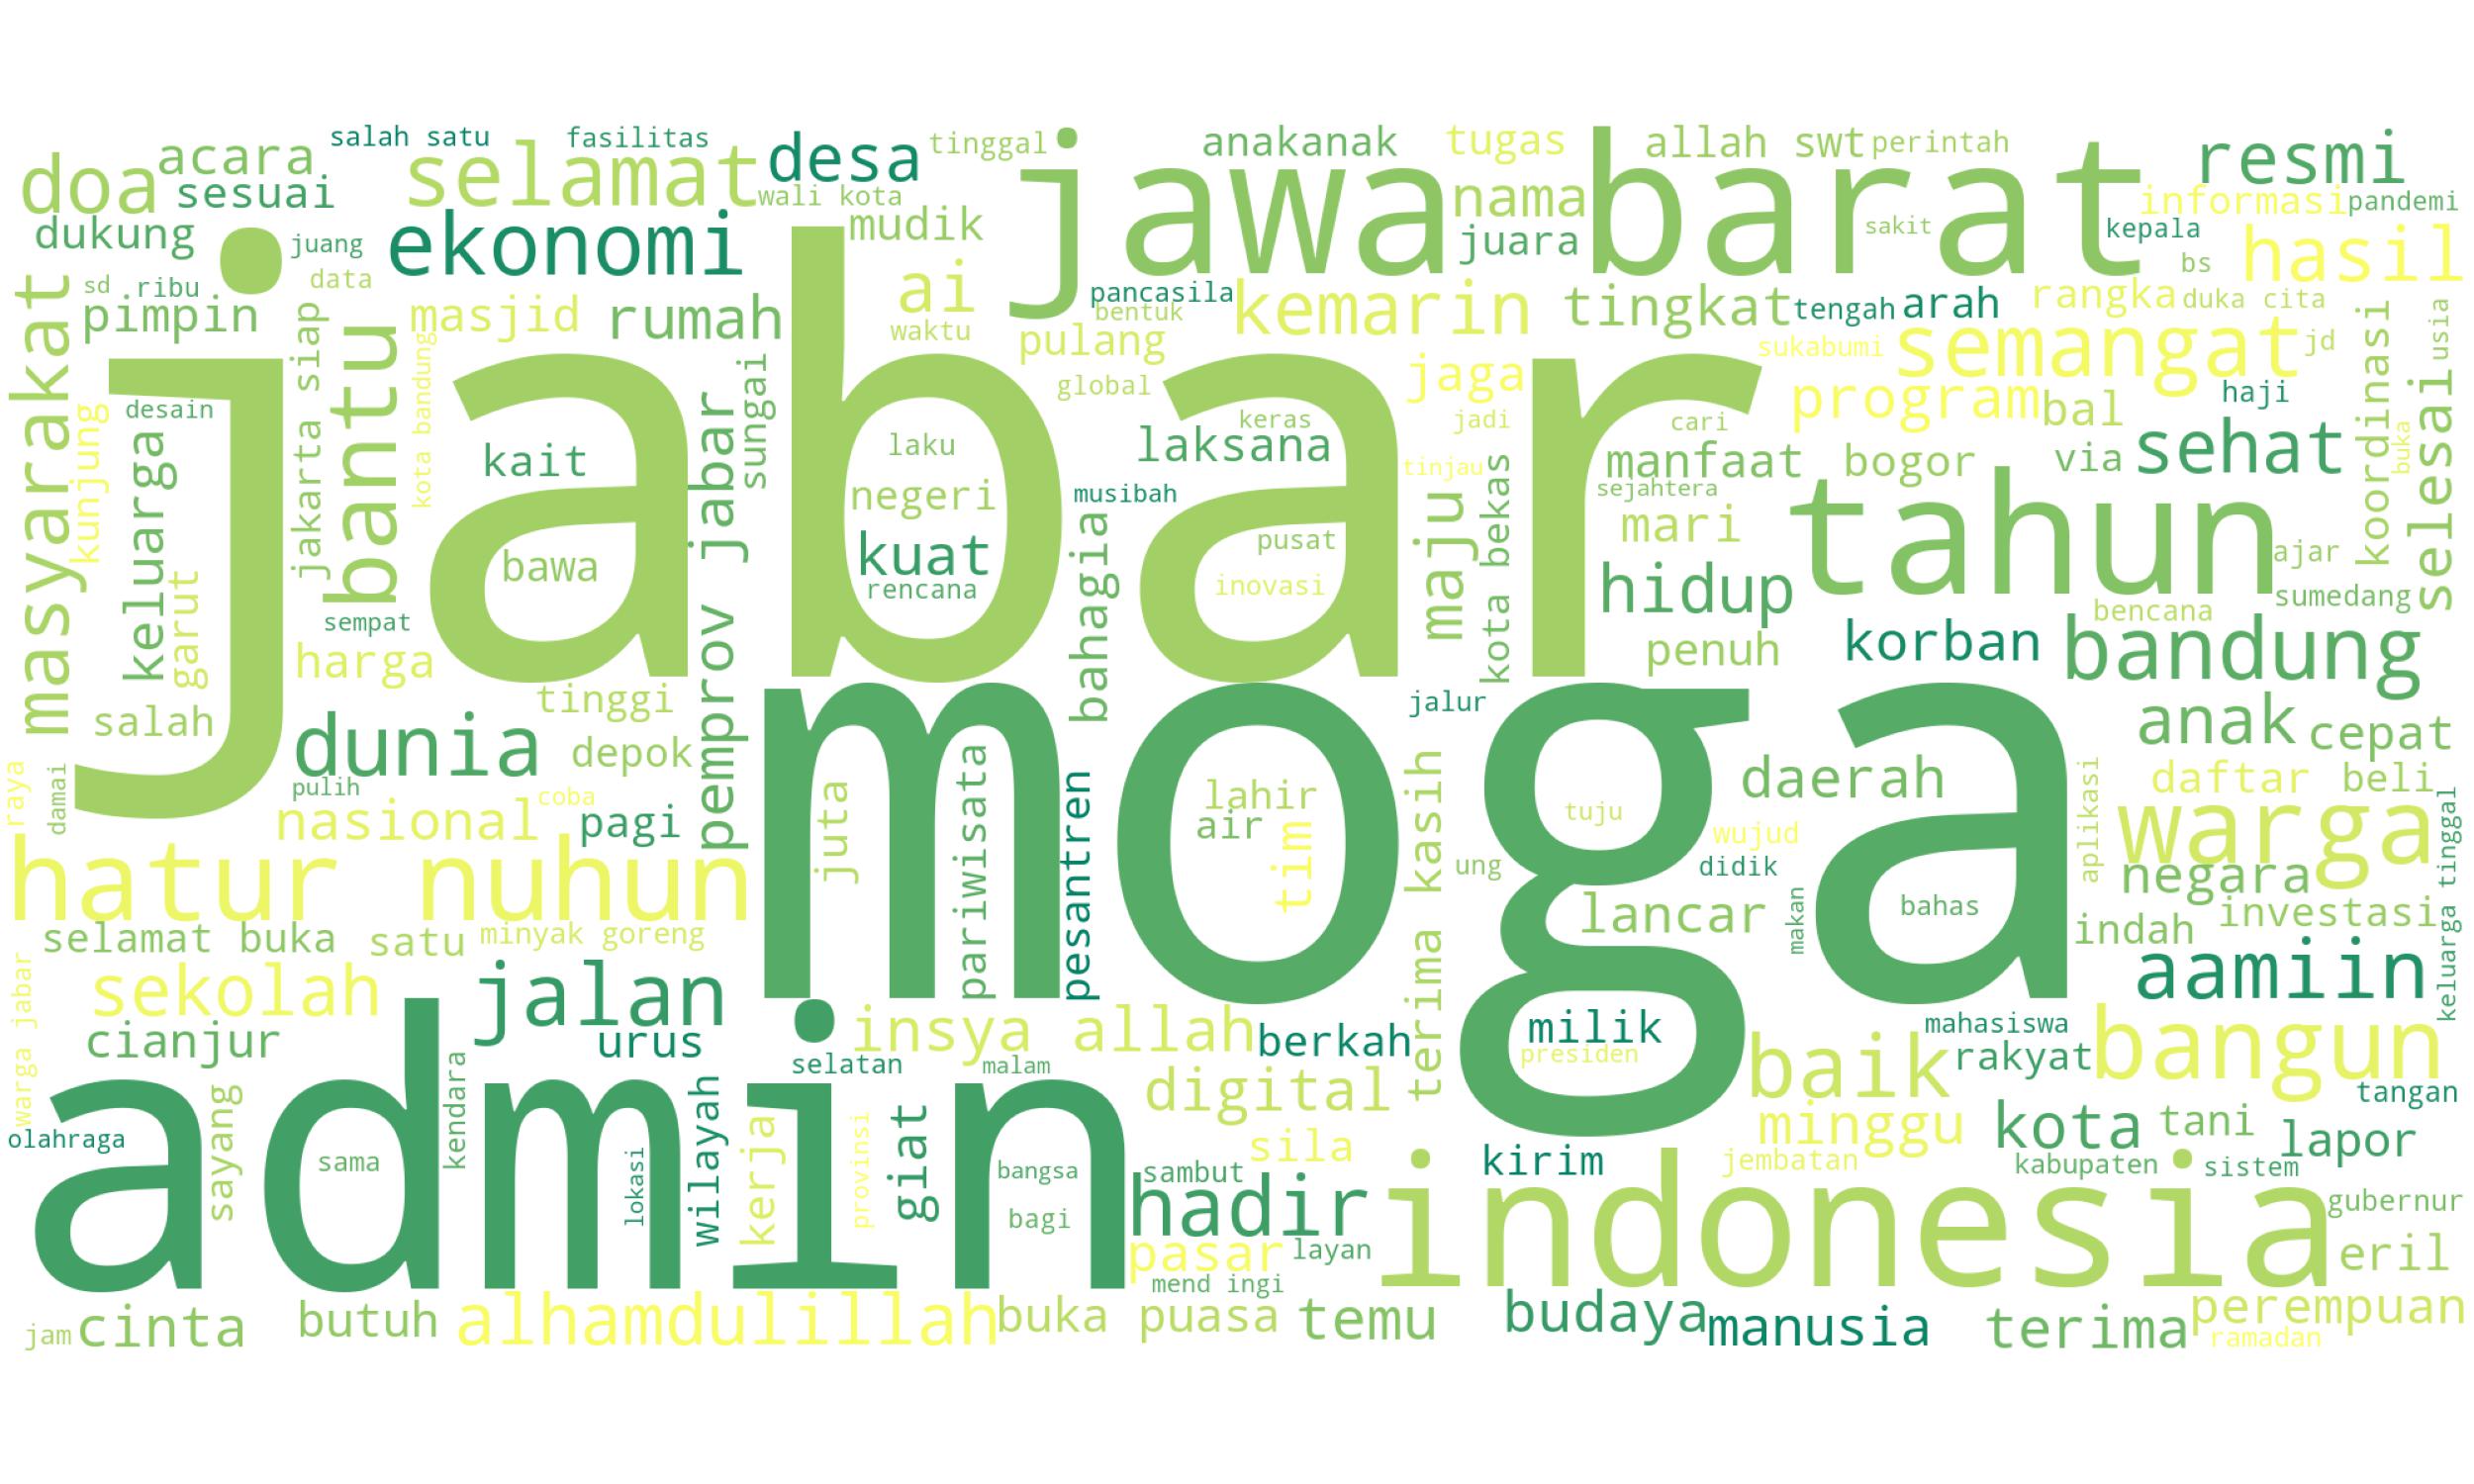 salah satu
fasilitas
desa
tinggal
jawa barat
anakanak
tugas
allah swt
perintah
resmi
doa
acara
sesuai
selamat
wali kota
nama
informasi
pandemi
dukung
juang
ekonomi
mudik
juara
sakit
kepala
hasil
masyarakat
sd
ribu
data
pimpin
jakarta siap
bantu
masjid
kota bandung
rumah
ai
waktu
pancasila
bentuk
pulang
kemarin
tingkat
tengah
arah
rangka
duka cita
bs
sukabumi
semangat
jd
koordinasi
usia
selesai
jabar
kunjung
desain
keluarga
garut
kait
bawa
pemprov jabar
sungai
laku
negeri
kuat
rencana
global
keras
laksana
musibah
bahagia
pusat
inovasi
jaga
jadi
tinjau
maju
kota bekas
cari
program
bal
haji
manfaat
bogor
via
sehat
buka
sejahtera
mari
tahun
ajar
hidup
bencana
sumedang
penuh
korban
bandung
sempat
harga
salah
tinggi
dunia
depok
moga
jalur
anak
cepat
raya
damai
pulih
nasional
coba
pagi
juta
pariwisata
pesantren
lahir
air
tim
terima kasih
tuju
daerah
wujud
ung
didik
aplikasi
daftar
beli
warga
negara
keluarga tinggal
hatur nuhun
selamat buka
satu
minyak goreng
lancar
makan
bahas
indah
investasi
warga jabar
sekolah
jalan
aamiin
cianjur
urus
selatan
insya allah
malam
berkah
milik
presiden
baik
mahasiswa
rakyat
bangun
tangan
admin
olahraga
sayang
sama
kendara
lokasi
wilayah
kerja
provinsi
giat
bangsa
bagi
digital
sila
sambut
hadir
kirim
minggu
jembatan
kota
tani
lapor
kabupaten
sistem
indonesia
gubernur
eril
pasar
layan
mend ingi
jam
cinta
butuh
alhamdulillah
buka puasa
temu
budaya
manusia
terima
perempuan
ramadan